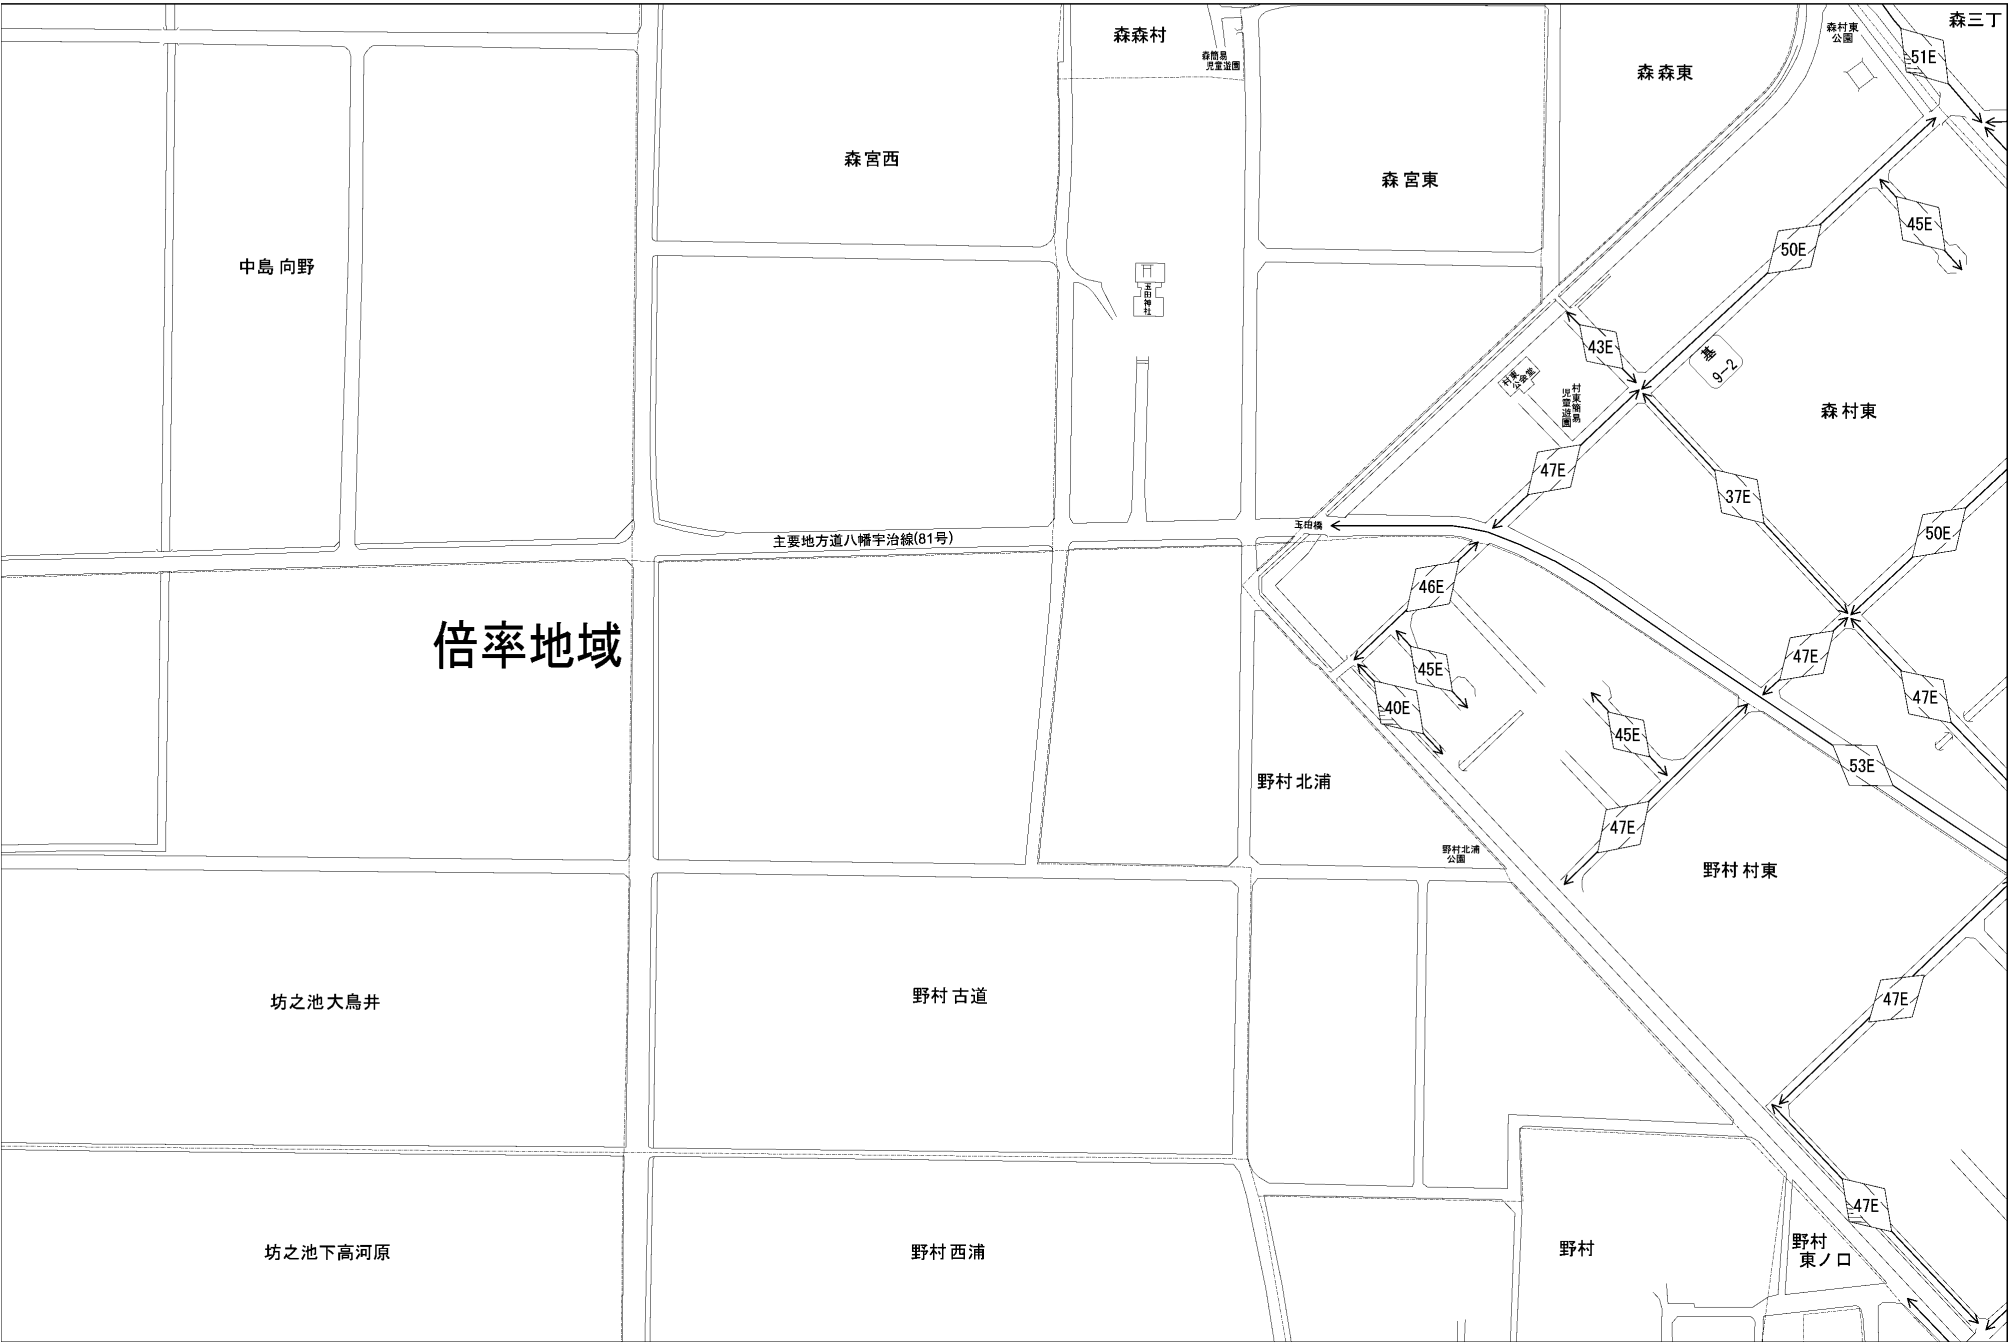 森三丁
森森村
森村東
公園
51E
森簡易
児童遊園
森森東
森宮西
森宮東
45E
50E
中島向野
玉田神社
43E
基
9-2
村東
公会堂
村東簡易
児童遊園
森村東
47E
37E
玉田橋
50E
主要地方道八幡宇治線(81号)
46E
倍率地域
47E
45E
47E
40E
45E
53E
野村北浦
47E
野村北浦
公園
野村村東
野村古道
坊之池大鳥井
47E
47E
坊之池下高河原
野村西浦
野村
野村
東ノ口